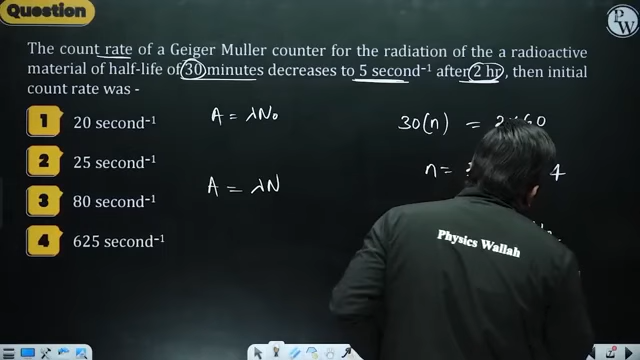 Question
PW
The count rate of a Geiger Muller counter for the radiation of the a radioactive
material of half-life of 30 minutes decreases to 5 second⁻¹ after 2 hr, then initial
count rate was -
1 20 second⁻¹
2 25 second⁻¹
3 80 second⁻¹
4 625 second⁻¹
A = λN₀
A = λN
30(n) = 2×60
n = 4
Physics Wallah